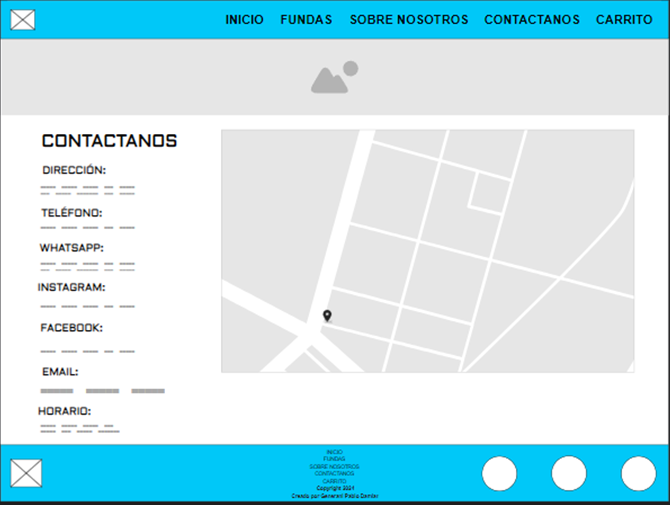 INICIO FUNDAS SOBRE NOSOTROS CONTACTANOS CARRITO
CONTACTANOS
DIRECCIÓN:
TELÉFONO:
WHATSAPP:
INSTAGRAM:
FACEBOOK:
EMAIL:
HORARIO:
INICIO
FUNDAS
SOBRE NOSOTROS
CONTACTANOS
CARRITO
Copyright 2024
Creado por Generani Pablo Damián